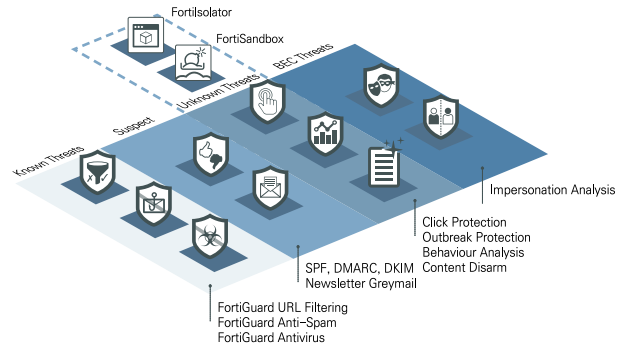 FortiIsolator
FortiSandbox
BEC Threats
Unknown Threats
Suspect
Known Threats
Impersonation Analysis
Click Protection
Outbreak Protection
Behaviour Analysis
Content Disarm
SPF, DMARC, DKIM
Newsletter Greymail
FortiGuard URL Filtering
FortiGuard Anti-Spam
FortiGuard Antivirus